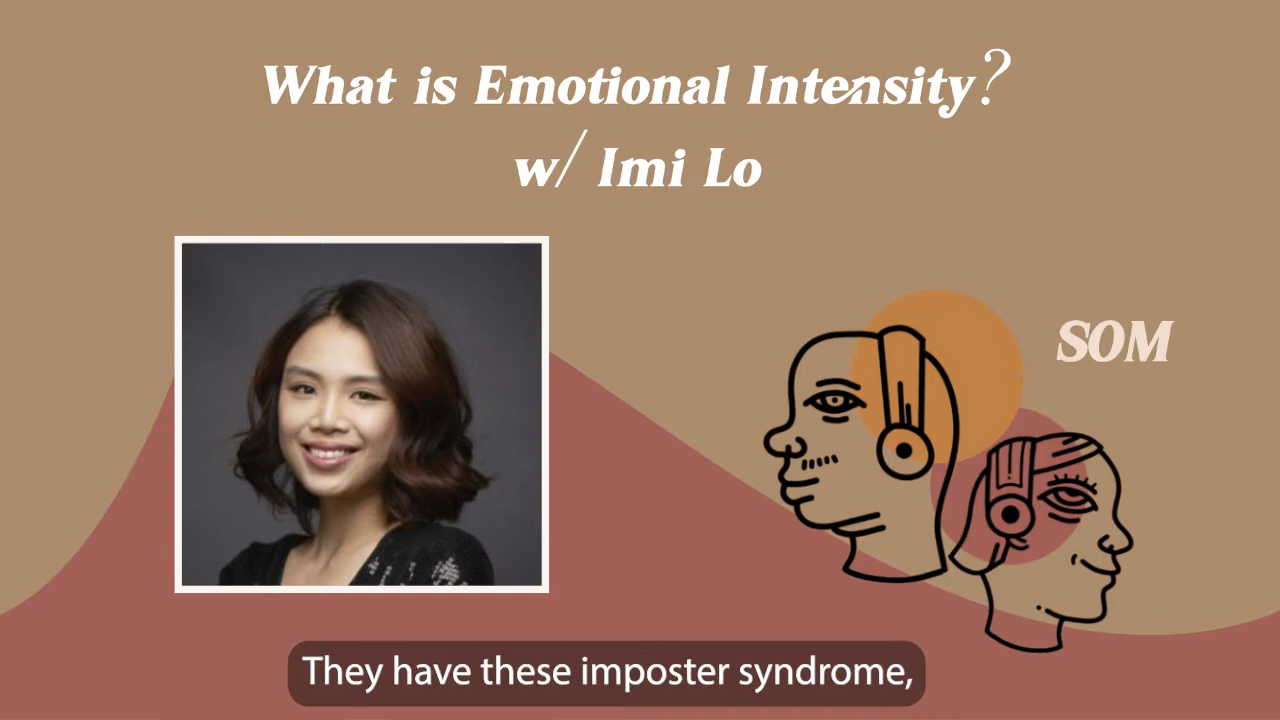 What is Emotional Intensity?
w/ Imi Lo
SOM
They have these imposter syndrome,